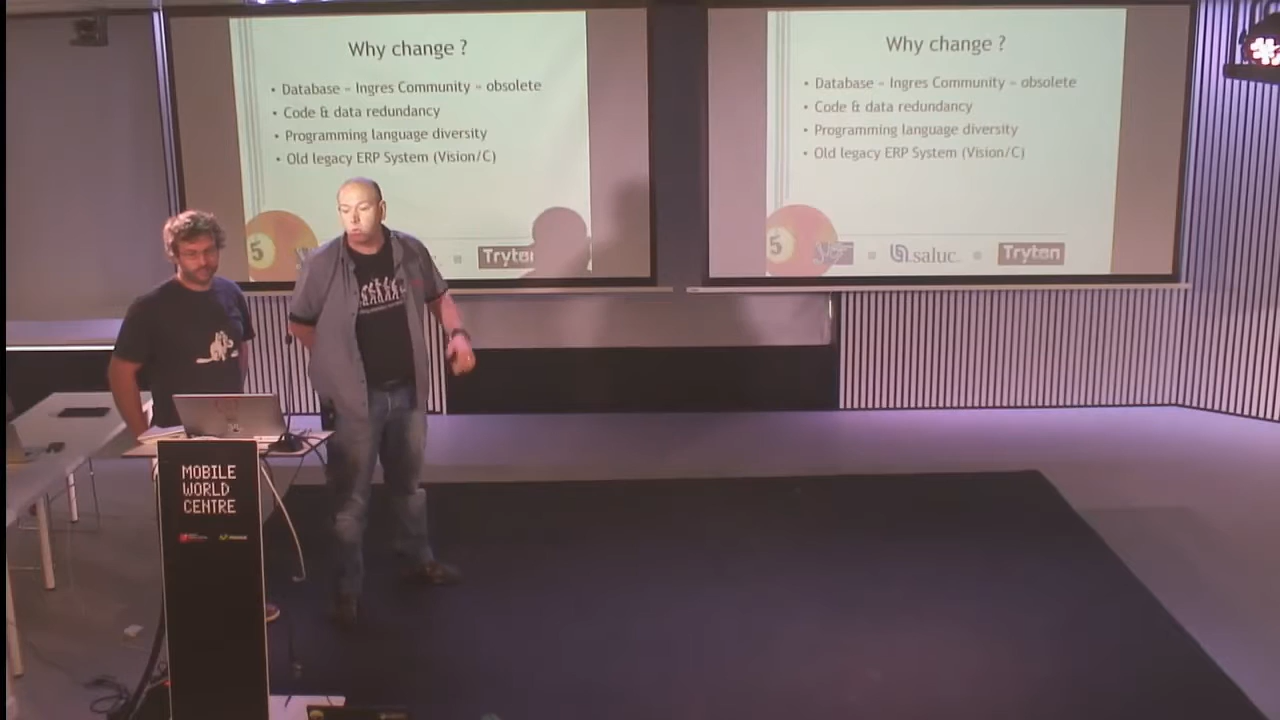 Why change ?
• Database – Ingres Community – obsolete
• Code & data redundancy
• Programming language diversity
• Old legacy ERP System (Vision/C)
5
Tryton
Why change ?
• Database – Ingres Community – obsolete
• Code & data redundancy
• Programming language diversity
• Old legacy ERP System (Vision/C)
5
saluc
Tryton
MOBILE
WORLD
CENTRE